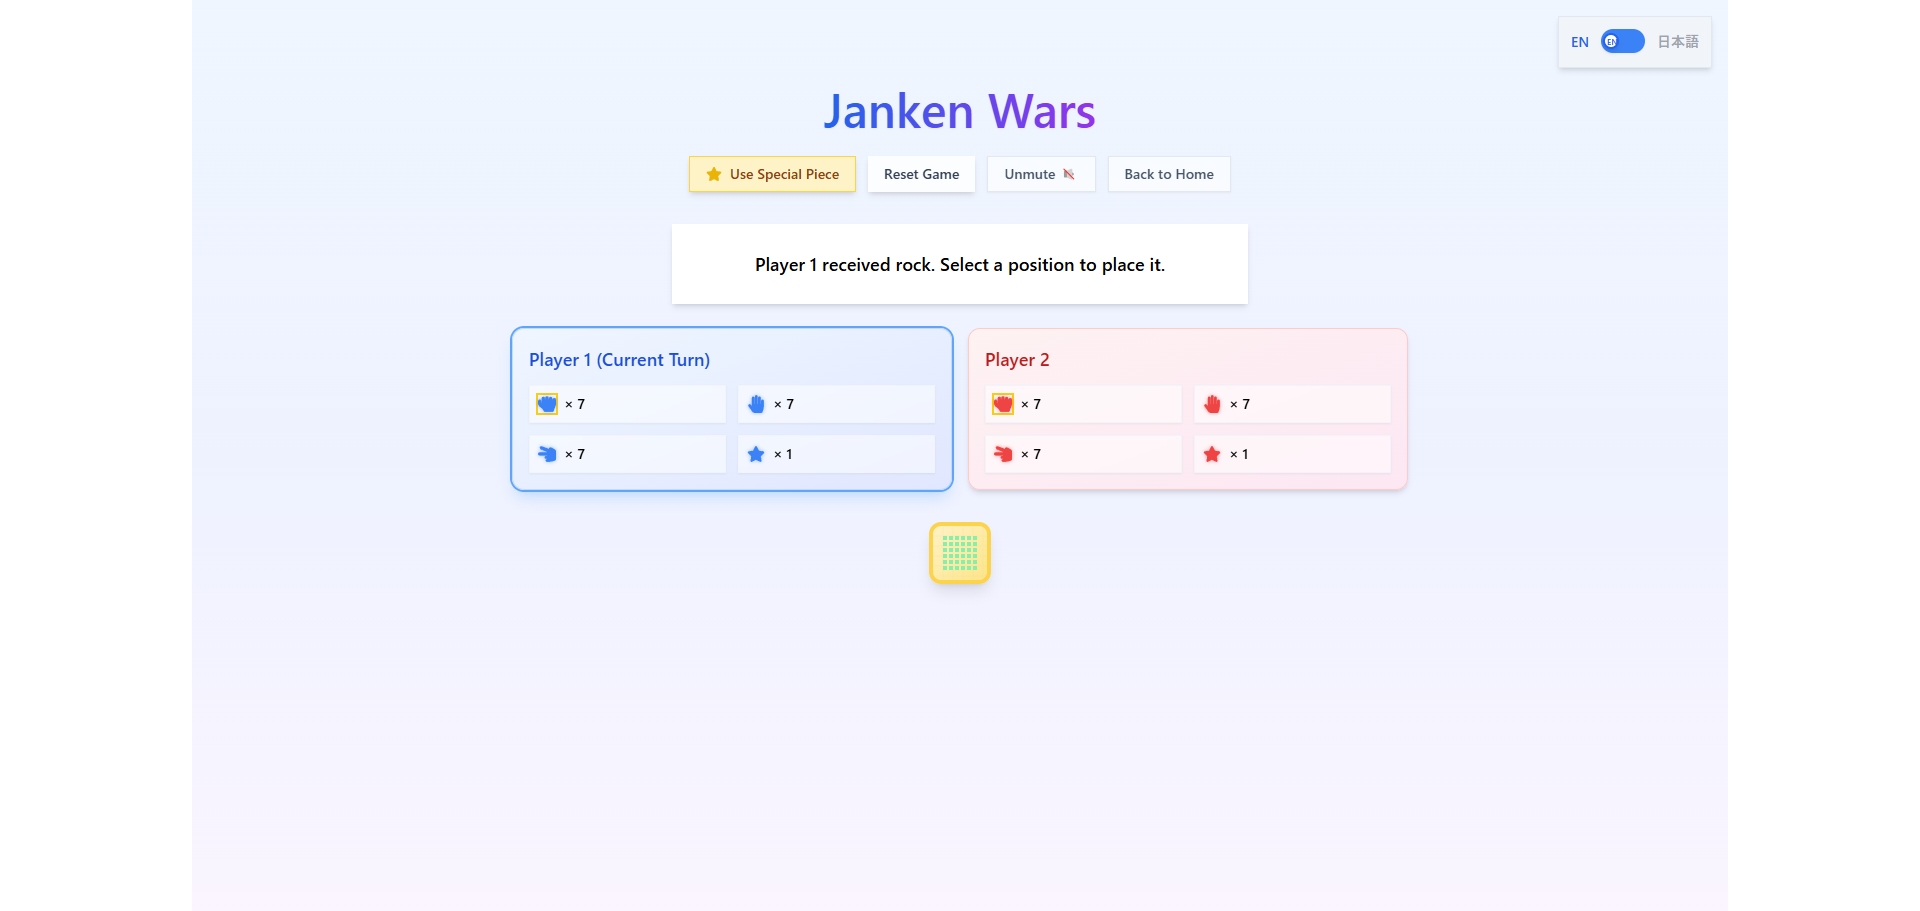 EN EN 日本語
Janken Wars
Use Special Piece Reset Game Unmute Back to Home
Player 1 received rock. Select a position to place it.
Player 1 (Current Turn)
× 7 × 7
× 7 × 1
Player 2
× 7 × 7
× 7 × 1